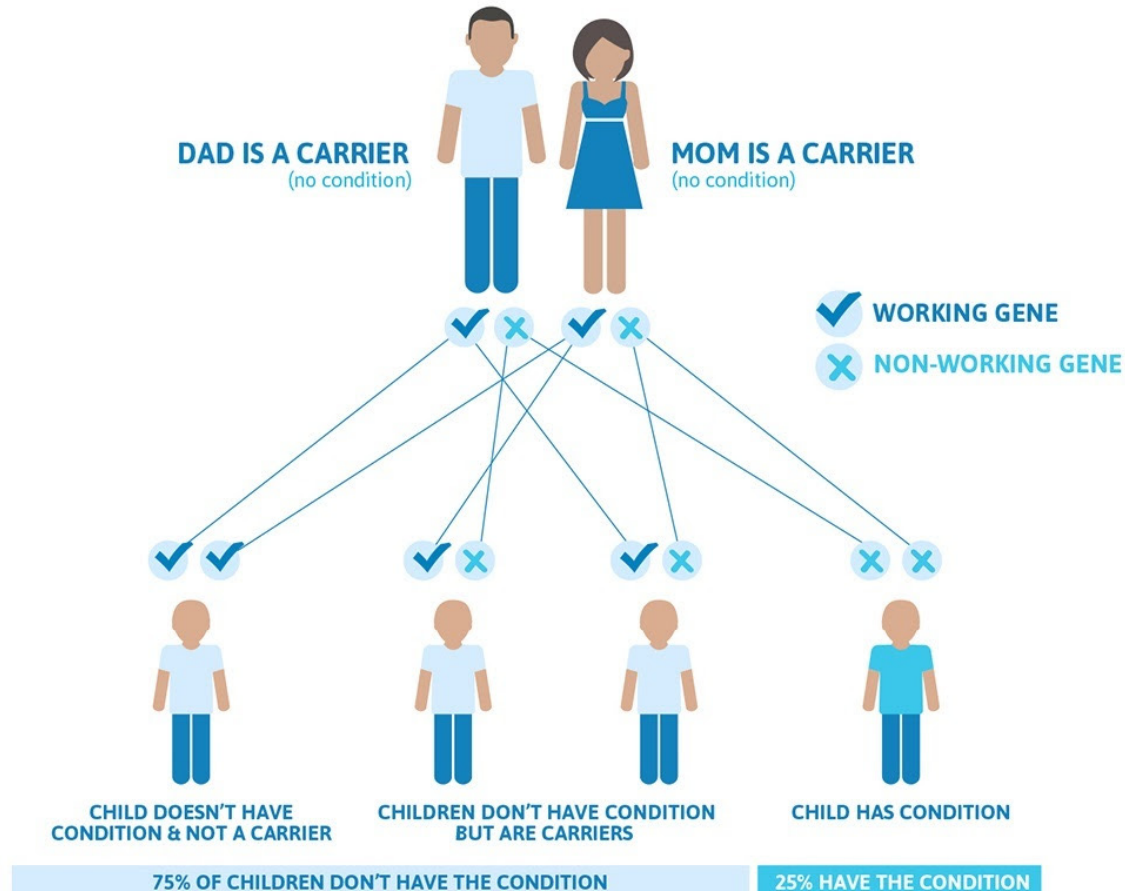 DAD IS A CARRIER
(no condition)
MOM IS A CARRIER
(no condition)
WORKING GENE
NON-WORKING GENE
CHILD DOESN'T HAVE
CONDITION & NOT A CARRIER
CHILDREN DON'T HAVE CONDITION
BUT ARE CARRIERS
CHILD HAS CONDITION
75% OF CHILDREN DON'T HAVE THE CONDITION
25% HAVE THE CONDITION